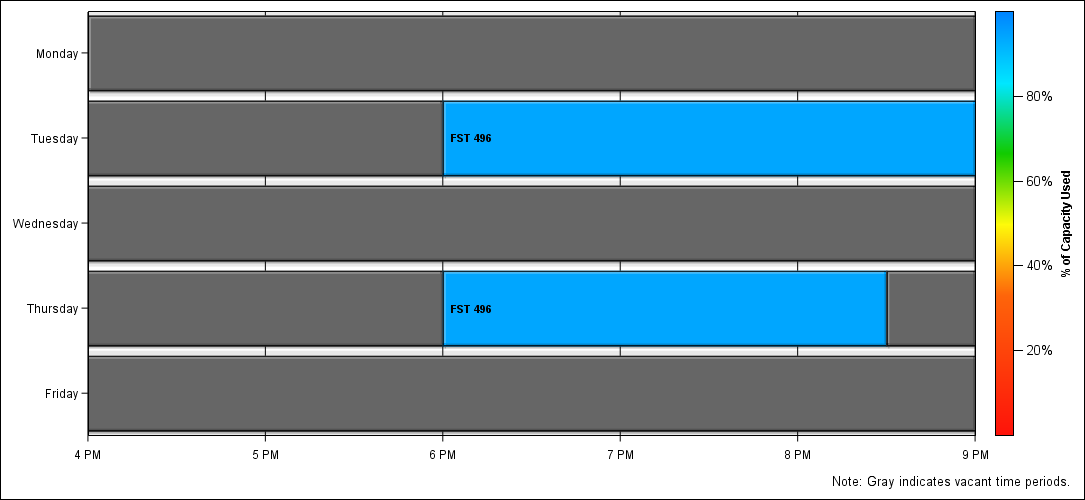 Monday
Tuesday
FST 496
Wednesday
Thursday
FST 496
Friday
4 PM 5 PM 6 PM 7 PM 8 PM 9 PM
80%
60%
40%
20%
% of Capacity Used
Note: Gray indicates vacant time periods.